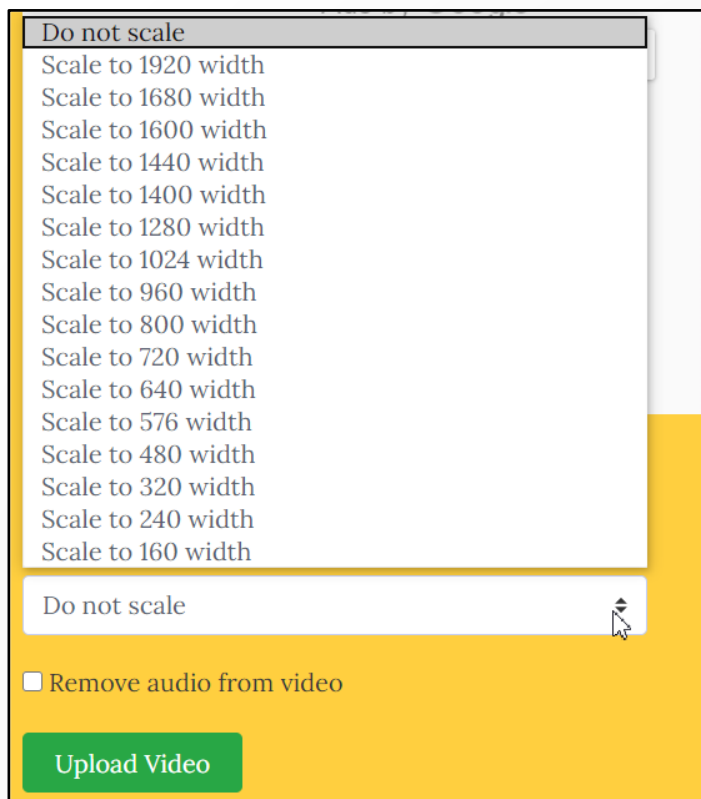 Do not scale
Scale to 1920 width
Scale to 1680 width
Scale to 1600 width
Scale to 1440 width
Scale to 1400 width
Scale to 1280 width
Scale to 1024 width
Scale to 960 width
Scale to 800 width
Scale to 720 width
Scale to 640 width
Scale to 576 width
Scale to 480 width
Scale to 320 width
Scale to 240 width
Scale to 160 width
Do not scale
Remove audio from video
Upload Video